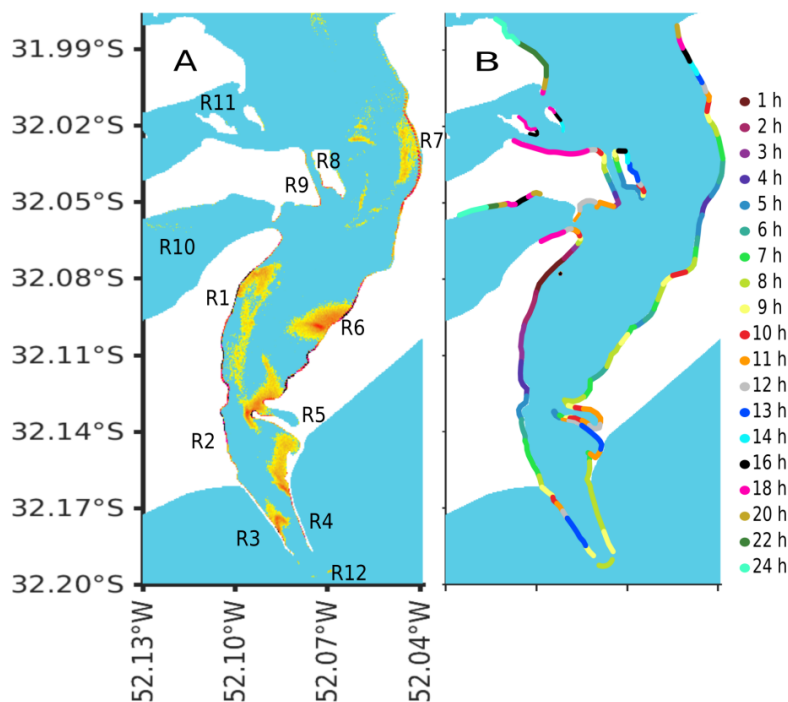 A
B
31.99°S
32.02°S
32.05°S
32.08°S
32.11°S
32.14°S
32.17°S
32.20°S
R11
R7
R8
R9
R10
R1
R6
R5
R2
R4
R3
R12
52.13°W
52.10°W
52.07°W
52.04°W
1 h
2 h
3 h
4 h
5 h
6 h
7 h
8 h
9 h
10 h
11 h
12 h
13 h
14 h
16 h
18 h
20 h
22 h
24 h